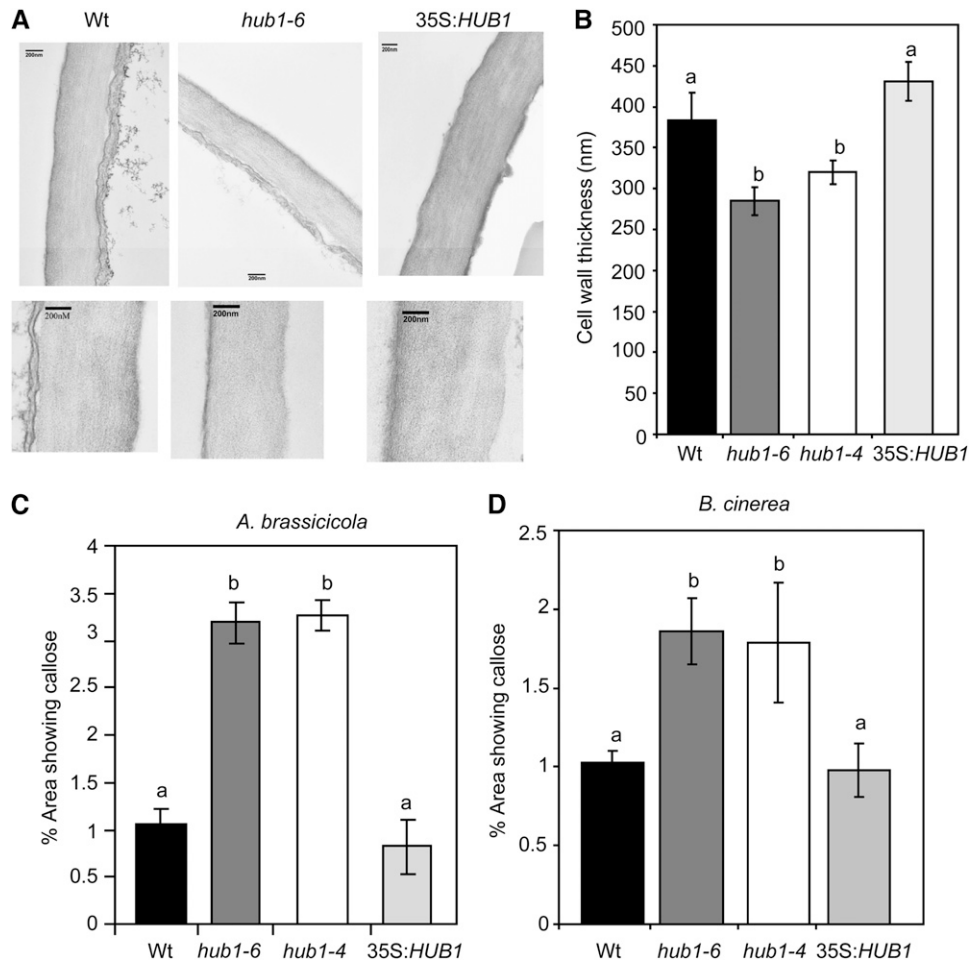 A
Wt
hub1-6
35S:HUB1
200nm
200nm
200nm
200nM
200nm
200nm
B
500
450
400
350
300
250
200
150
100
50
0
Cell wall thickness (nm)
a
b
b
a
Wt
hub1-6
hub1-4
35S:HUB1
C
A. brassicicola
4
3.5
3
2.5
2
1.5
1
0.5
0
% Area showing callose
a
b
b
a
Wt
hub1-6
hub1-4
35S:HUB1
D
B. cinerea
2.5
2
1.5
1
0.5
0
% Area showing callose
a
b
b
a
Wt
hub1-6
hub1-4
35S:HUB1